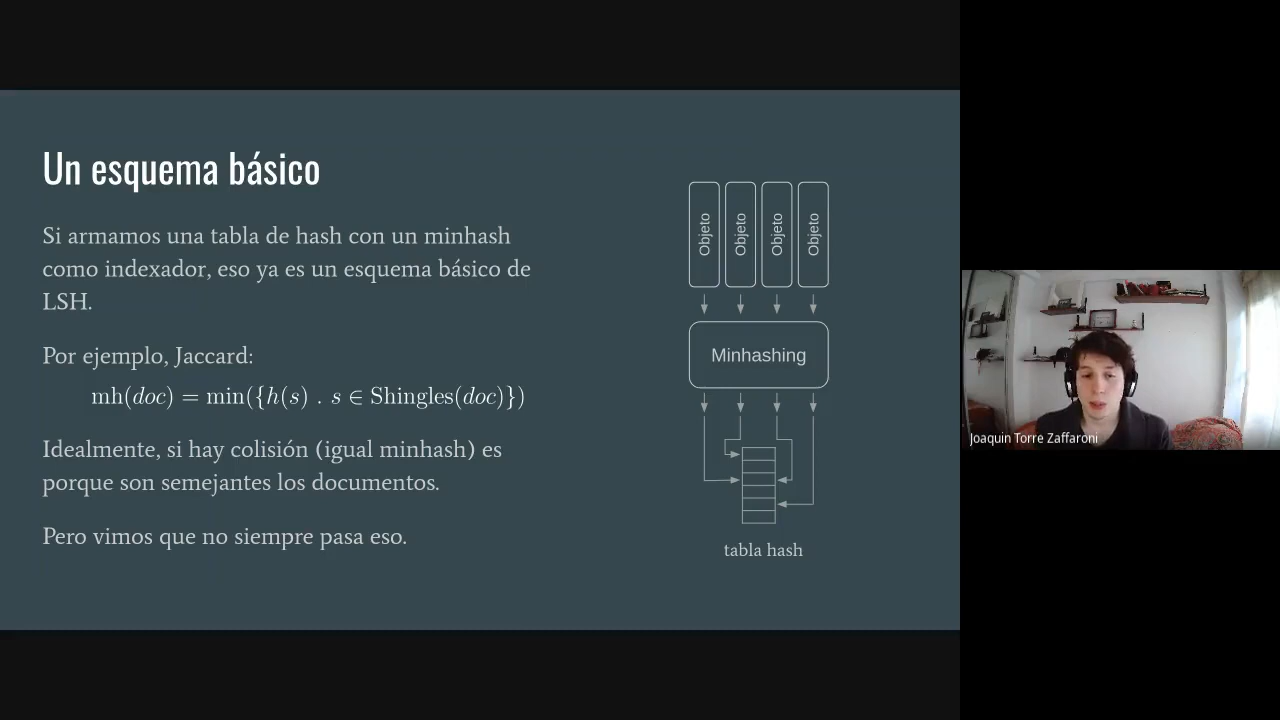 Un esquema básico
Si armamos una tabla de hash con un minhash
como indexador, eso ya es un esquema básico de
LSH.
Por ejemplo, Jaccard:
mh(doc) = min({h(s) . s ∈ Shingles(doc)})
Idealmente, si hay colisión (igual minhash) es
porque son semejantes los documentos.
Pero vimos que no siempre pasa eso.
Objeto
Objeto
Objeto
Objeto
Minhashing
tabla hash
Joaquin Torre Zaffaroni